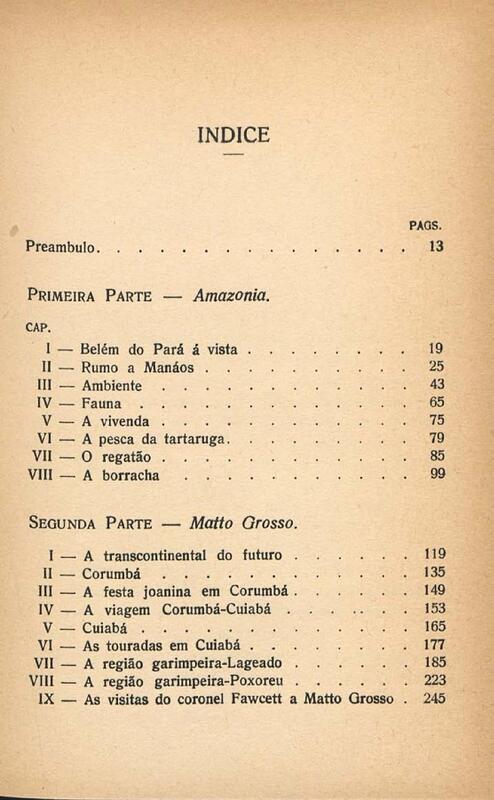 INDICE
PAGS.
Preambulo. . . . . . . . . . . . . . . 13
PRIMEIRA PARTE — Amazonia.
CAP.
I — Belém do Pará á vista . . . . . . . . 19
II — Rumo a Manáos . . . . . . . . . . 25
III — Ambiente . . . . . . . . . . . . 43
IV — Fauna . . . . . . . . . . . . . 65
V — A vivenda . . . . . . . . . . . . 75
VI — A pesca da tartaruga. . . . . . . . . 79
VII — O regatão . . . . . . . . . . . . 85
VIII — A borracha . . . . . . . . . . . 99
SEGUNDA PARTE — Matto Grosso.
I — A transcontinental do futuro . . . . . . 119
II — Corumbá . . . . . . . . . . . . . 135
III — A festa joanina em Corumbá . . . . . . 149
IV — A viagem Corumbá-Cuiabá . . . . . . 153
V — Cuiabá . . . . . . . . . . . . . 165
VI — As touradas em Cuiabá . . . . . . . . 177
VII — A região garimpeira-Lageado . . . . . . 185
VIII — A região garimpeira-Poxoreu . . . . . . 223
IX — As visitas do coronel Fawcett a Matto Grosso . 245